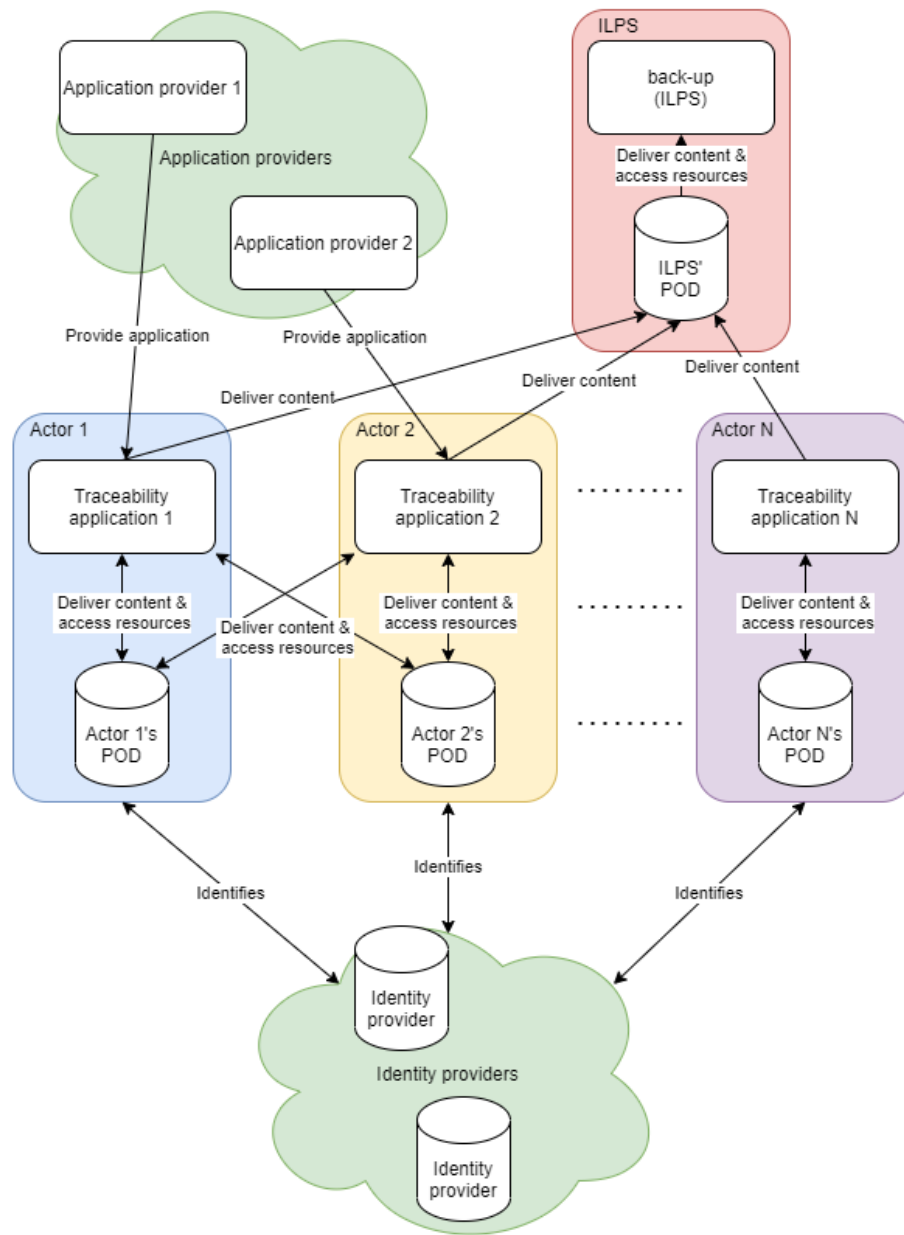 ILPS
Application provider 1
back-up
(ILPS)
Application providers
Deliver content &
access resources
Application provider 2
ILPS'
POD
Provide application
Provide application
Deliver content
Deliver content
Deliver content
Actor 1
Actor 2
Actor N
Traceability
application 1
Traceability
application 2
Traceability
application N
Deliver content &
access resources
Deliver content &
access resources
Deliver content &
access resources
Deliver content &
access resources
Actor 1's
POD
Actor 2's
POD
Actor N's
POD
Identifies
Identifies
Identifies
Identity
provider
Identity providers
Identity
provider